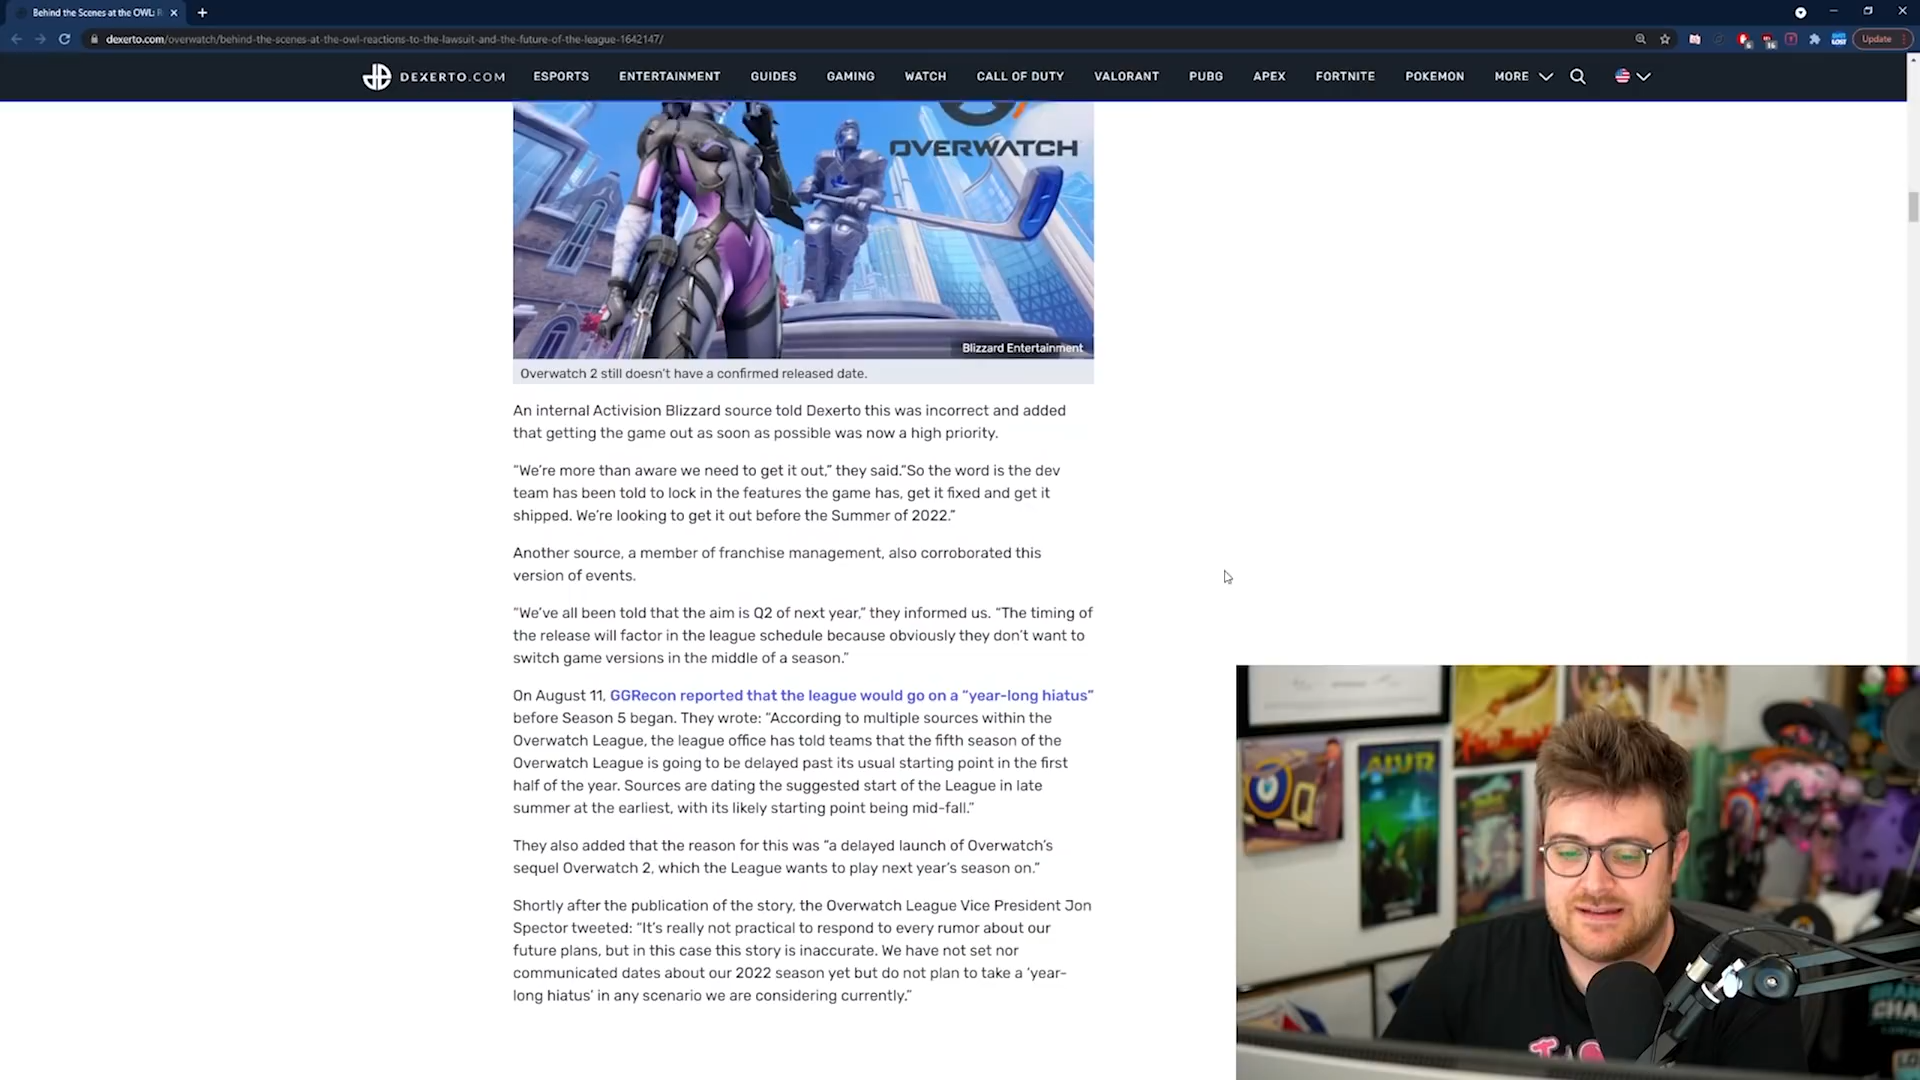 Behind the Scenes at the OWL: R
dexerto.com/overwatch/behind-the-scenes-at-the-owl-reactions-to-the-lawsuit-and-the-future-of-the-league-1642147/
Update
DEXERTO.COM
ESPORTS
ENTERTAINMENT
GUIDES
GAMING
WATCH
CALL OF DUTY
VALORANT
PUBG
APEX
FORTNITE
POKEMON
MORE
OVERWATCH
Blizzard Entertainment
Overwatch 2 still doesn’t have a confirmed released date.
An internal Activision Blizzard source told Dexerto this was incorrect and added
that getting the game out as soon as possible was now a high priority.
“We’re more than aware we need to get it out,” they said.“So the word is the dev
team has been told to lock in the features the game has, get it fixed and get it
shipped. We’re looking to get it out before the Summer of 2022.”
Another source, a member of franchise management, also corroborated this
version of events.
“We’ve all been told that the aim is Q2 of next year,” they informed us. “The timing of
the release will factor in the league schedule because obviously they don’t want to
switch game versions in the middle of a season.”
On August 11, GGRecon reported that the league would go on a “year-long hiatus”
before Season 5 began. They wrote: “According to multiple sources within the
Overwatch League, the league office has told teams that the fifth season of the
Overwatch League is going to be delayed past its usual starting point in the first
half of the year. Sources are dating the suggested start of the League in late
summer at the earliest, with its likely starting point being mid-fall.”
They also added that the reason for this was “a delayed launch of Overwatch’s
sequel Overwatch 2, which the League wants to play next year’s season on.”
Shortly after the publication of the story, the Overwatch League Vice President Jon
Spector tweeted: “It’s really not practical to respond to every rumor about our
future plans, but in this case this story is inaccurate. We have not set nor
communicated dates about our 2022 season yet but do not plan to take a ‘year-
long hiatus’ in any scenario we are considering currently.”